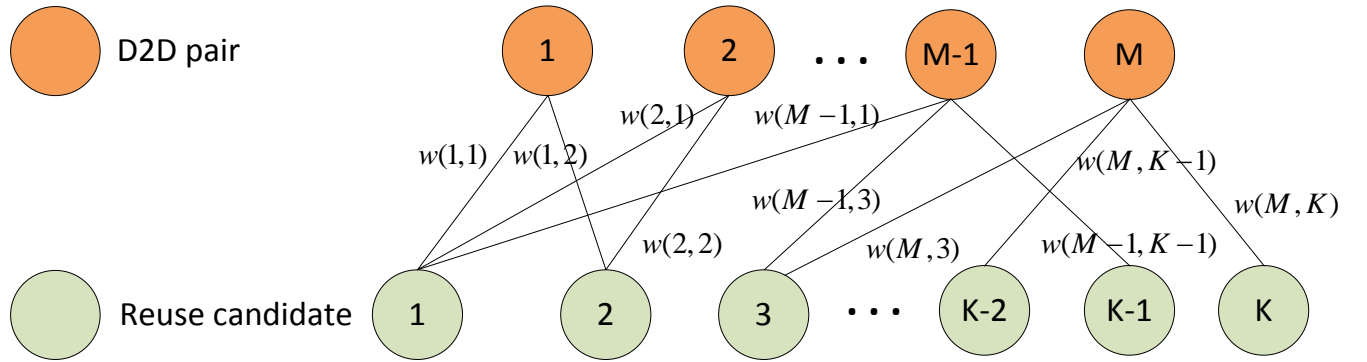 D2D pair
1
2
. . .
M-1
M
w(1,1)
w(1,2)
w(2,1)
w(M −1,1)
w(M −1,3)
w(M , K −1)
w(M , K)
w(2,2)
w(M ,3)
w(M −1, K −1)
Reuse candidate
1
2
3
. . .
K-2
K-1
K